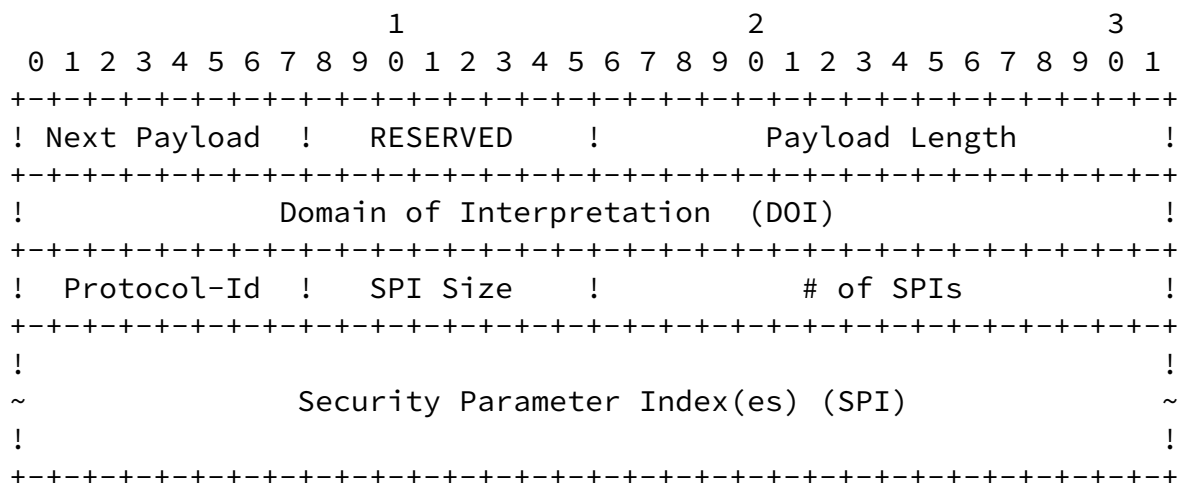 1                   2                   3
 0 1 2 3 4 5 6 7 8 9 0 1 2 3 4 5 6 7 8 9 0 1 2 3 4 5 6 7 8 9 0 1
+-+-+-+-+-+-+-+-+-+-+-+-+-+-+-+-+-+-+-+-+-+-+-+-+-+-+-+-+-+-+-+-+
! Next Payload  !   RESERVED    !         Payload Length        !
+-+-+-+-+-+-+-+-+-+-+-+-+-+-+-+-+-+-+-+-+-+-+-+-+-+-+-+-+-+-+-+-+
!              Domain of Interpretation  (DOI)                  !
+-+-+-+-+-+-+-+-+-+-+-+-+-+-+-+-+-+-+-+-+-+-+-+-+-+-+-+-+-+-+-+-+
!  Protocol-Id  !   SPI Size    !           # of SPIs           !
+-+-+-+-+-+-+-+-+-+-+-+-+-+-+-+-+-+-+-+-+-+-+-+-+-+-+-+-+-+-+-+-+
!                                                               !
~               Security Parameter Index(es) (SPI)              ~
!                                                               !
+-+-+-+-+-+-+-+-+-+-+-+-+-+-+-+-+-+-+-+-+-+-+-+-+-+-+-+-+-+-+-+-+